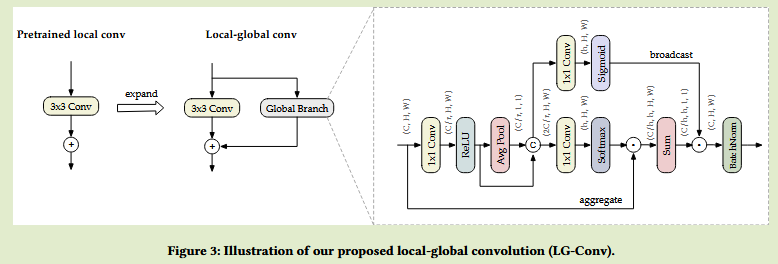 Pretrained local conv
Local-global conv
3x3 Conv
expand
3x3 Conv
Global Branch
+
+
(C, H, W)
1x1 Conv
(C/r, H, W)
ReLU
Avg Pool
(C/r, 1, 1)
C
(2C/r, H, W)
1x1 Conv
(h, H, W)
Sigmoid
broadcast
1x1 Conv
(h, H, W)
Softmax
(C/h, h, H, W)
Sum
(C/h, h, 1, 1)
(C, H, W)
BatchNorm
aggregate
Figure 3: Illustration of our proposed local-global convolution (LG-Conv).